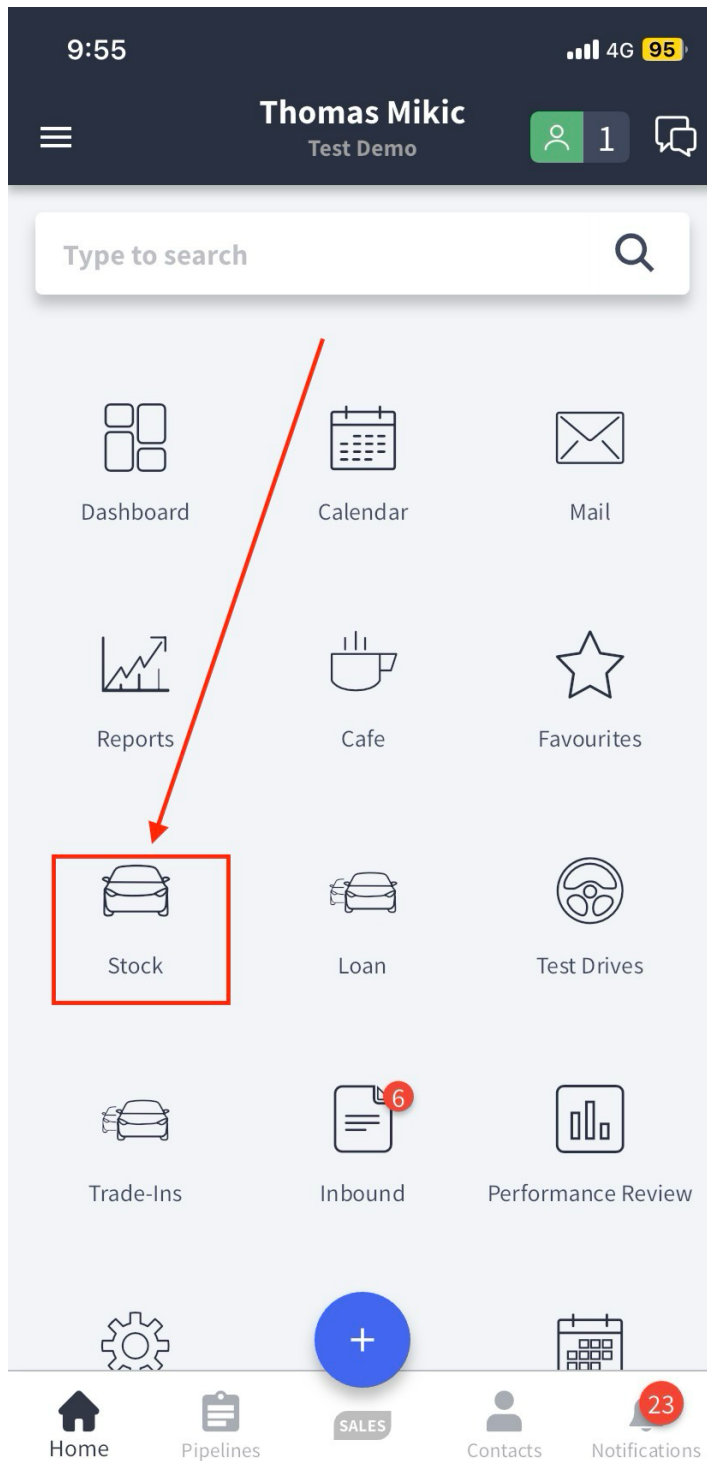 9:55
4G 95
Thomas Mikic
Test Demo
1
Type to search
Dashboard
Calendar
Mail
Reports
Cafe
Favourites
Stock
Loan
Test Drives
6
Trade-Ins
Inbound
Performance Review
+
23
Home
Pipelines
SALES
Contacts
Notifications